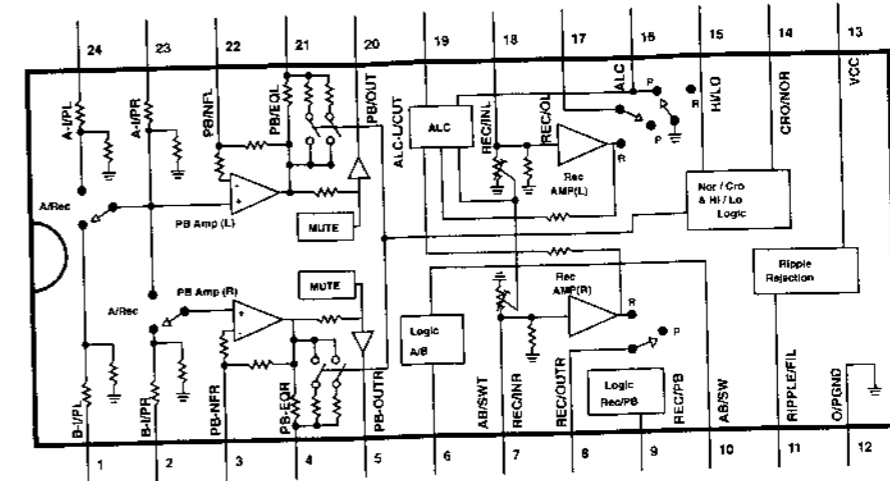 24 23 22 21 20 19 18 17 16 15 14 13
A-I/PL
A-I/PR
PB/NFL
PB/EQL
PB/OUT
ALC-L/CUT
REC/INL
REC/OL
ALC
HI/LO
CRO/NOR
VCC
P
R
P
R
ALC
Rec
AMP(L)
A/Rec
PB Amp (L)
MUTE
Nor / Cro
& Hi / Lo
Logic
MUTE
Ripple
Rejection
A/Rec
PB Amp (R)
Rec
AMP(R)
R
P
Logic
A/B
Logic
Rec/PB
- + + -
B-I/PL
B-I/PR
PB-NFR
PB-EQR
PB-OUTR
AB/SWT
REC/INR
REC/OUTR
REC/PB
AB/SW
RIPPLE/FIL
O/PGND
1 2 3 4 5 6 7 8 9 10 11 12